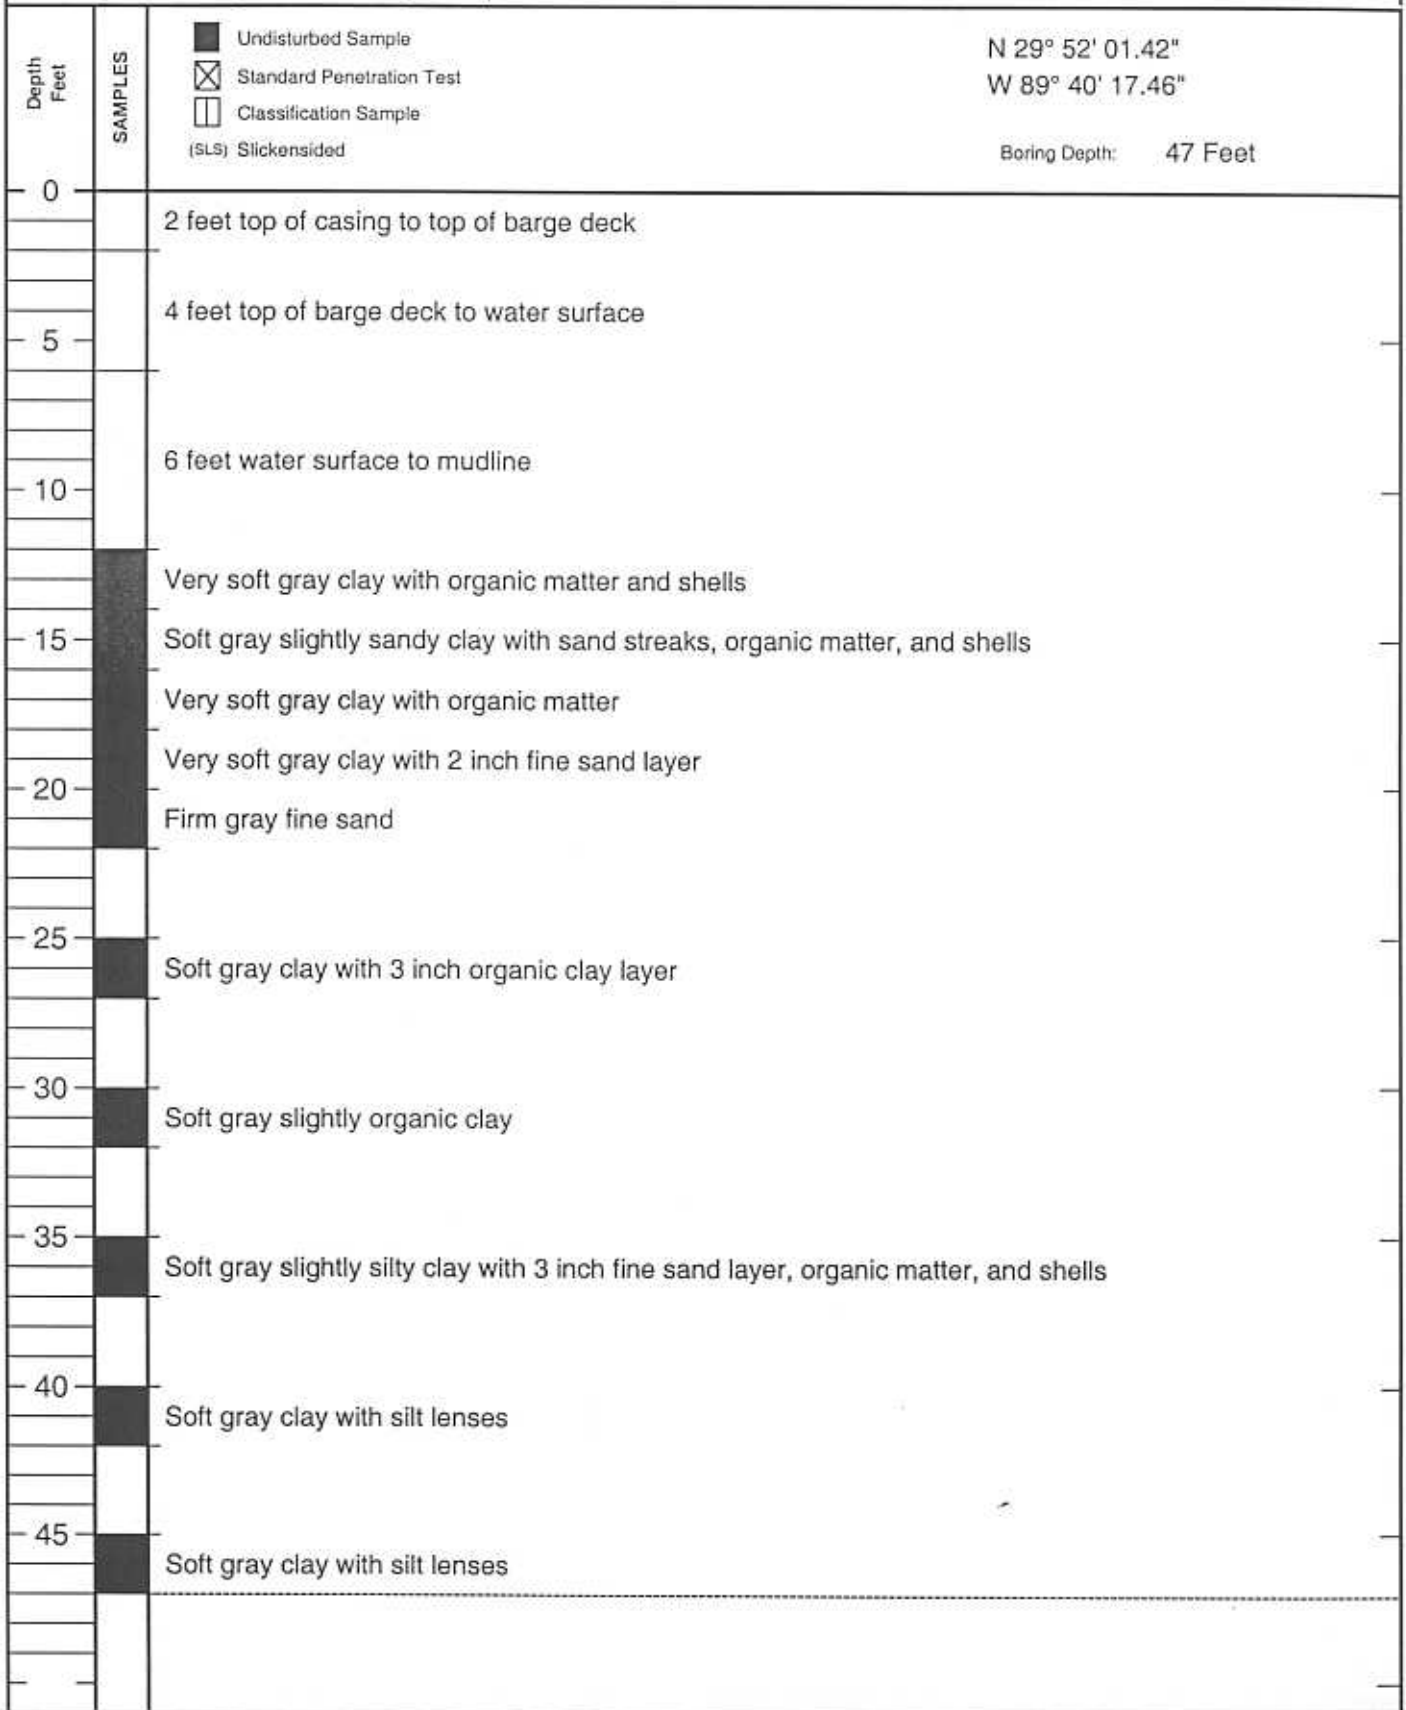 Depth
Feet
SAMPLES
Undisturbed Sample
Standard Penetration Test
Classification Sample
(SLS) Slickensided
N 29° 52' 01.42"
W 89° 40' 17.46"
Boring Depth: 47 Feet
0
2 feet top of casing to top of barge deck
4 feet top of barge deck to water surface
5
6 feet water surface to mudline
10
Very soft gray clay with organic matter and shells
15
Soft gray slightly sandy clay with sand streaks, organic matter, and shells
Very soft gray clay with organic matter
Very soft gray clay with 2 inch fine sand layer
20
Firm gray fine sand
25
Soft gray clay with 3 inch organic clay layer
30
Soft gray slightly organic clay
35
Soft gray slightly silty clay with 3 inch fine sand layer, organic matter, and shells
40
Soft gray clay with silt lenses
45
Soft gray clay with silt lenses